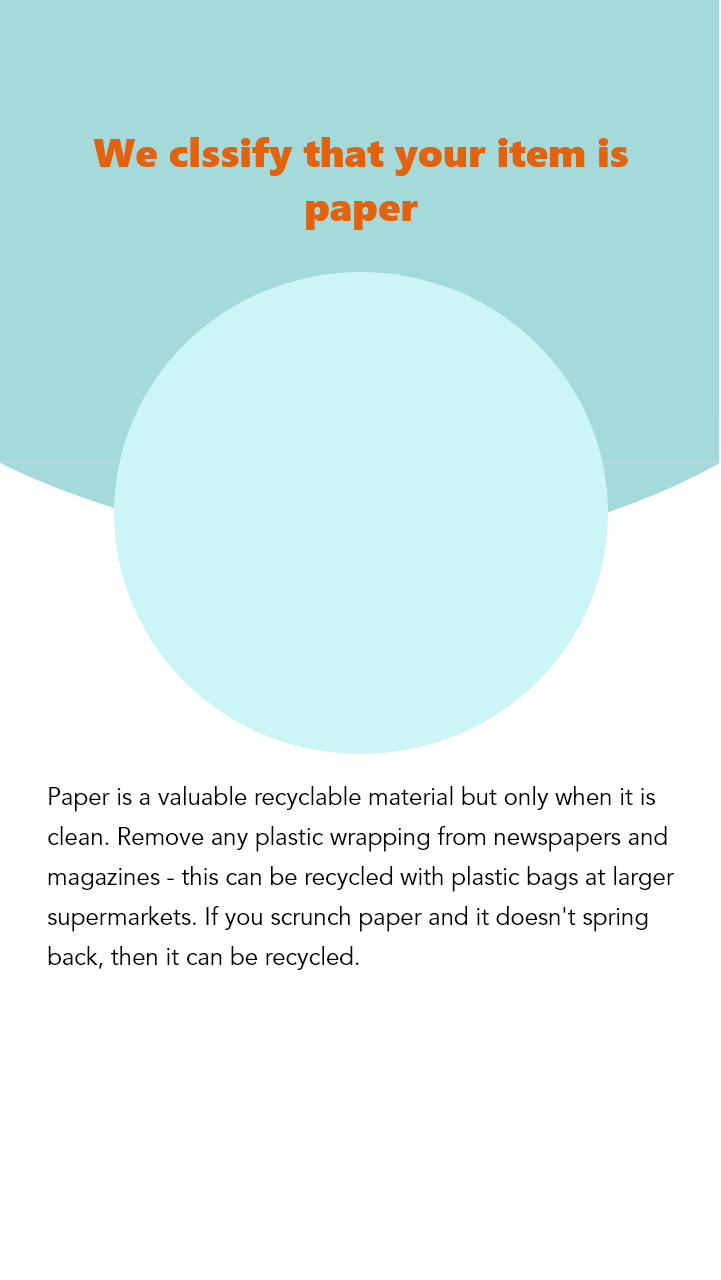 We clssify that your item is
paper
Paper is a valuable recyclable material but only when it is
clean. Remove any plastic wrapping from newspapers and
magazines - this can be recycled with plastic bags at larger
supermarkets. If you scrunch paper and it doesn't spring
back, then it can be recycled.